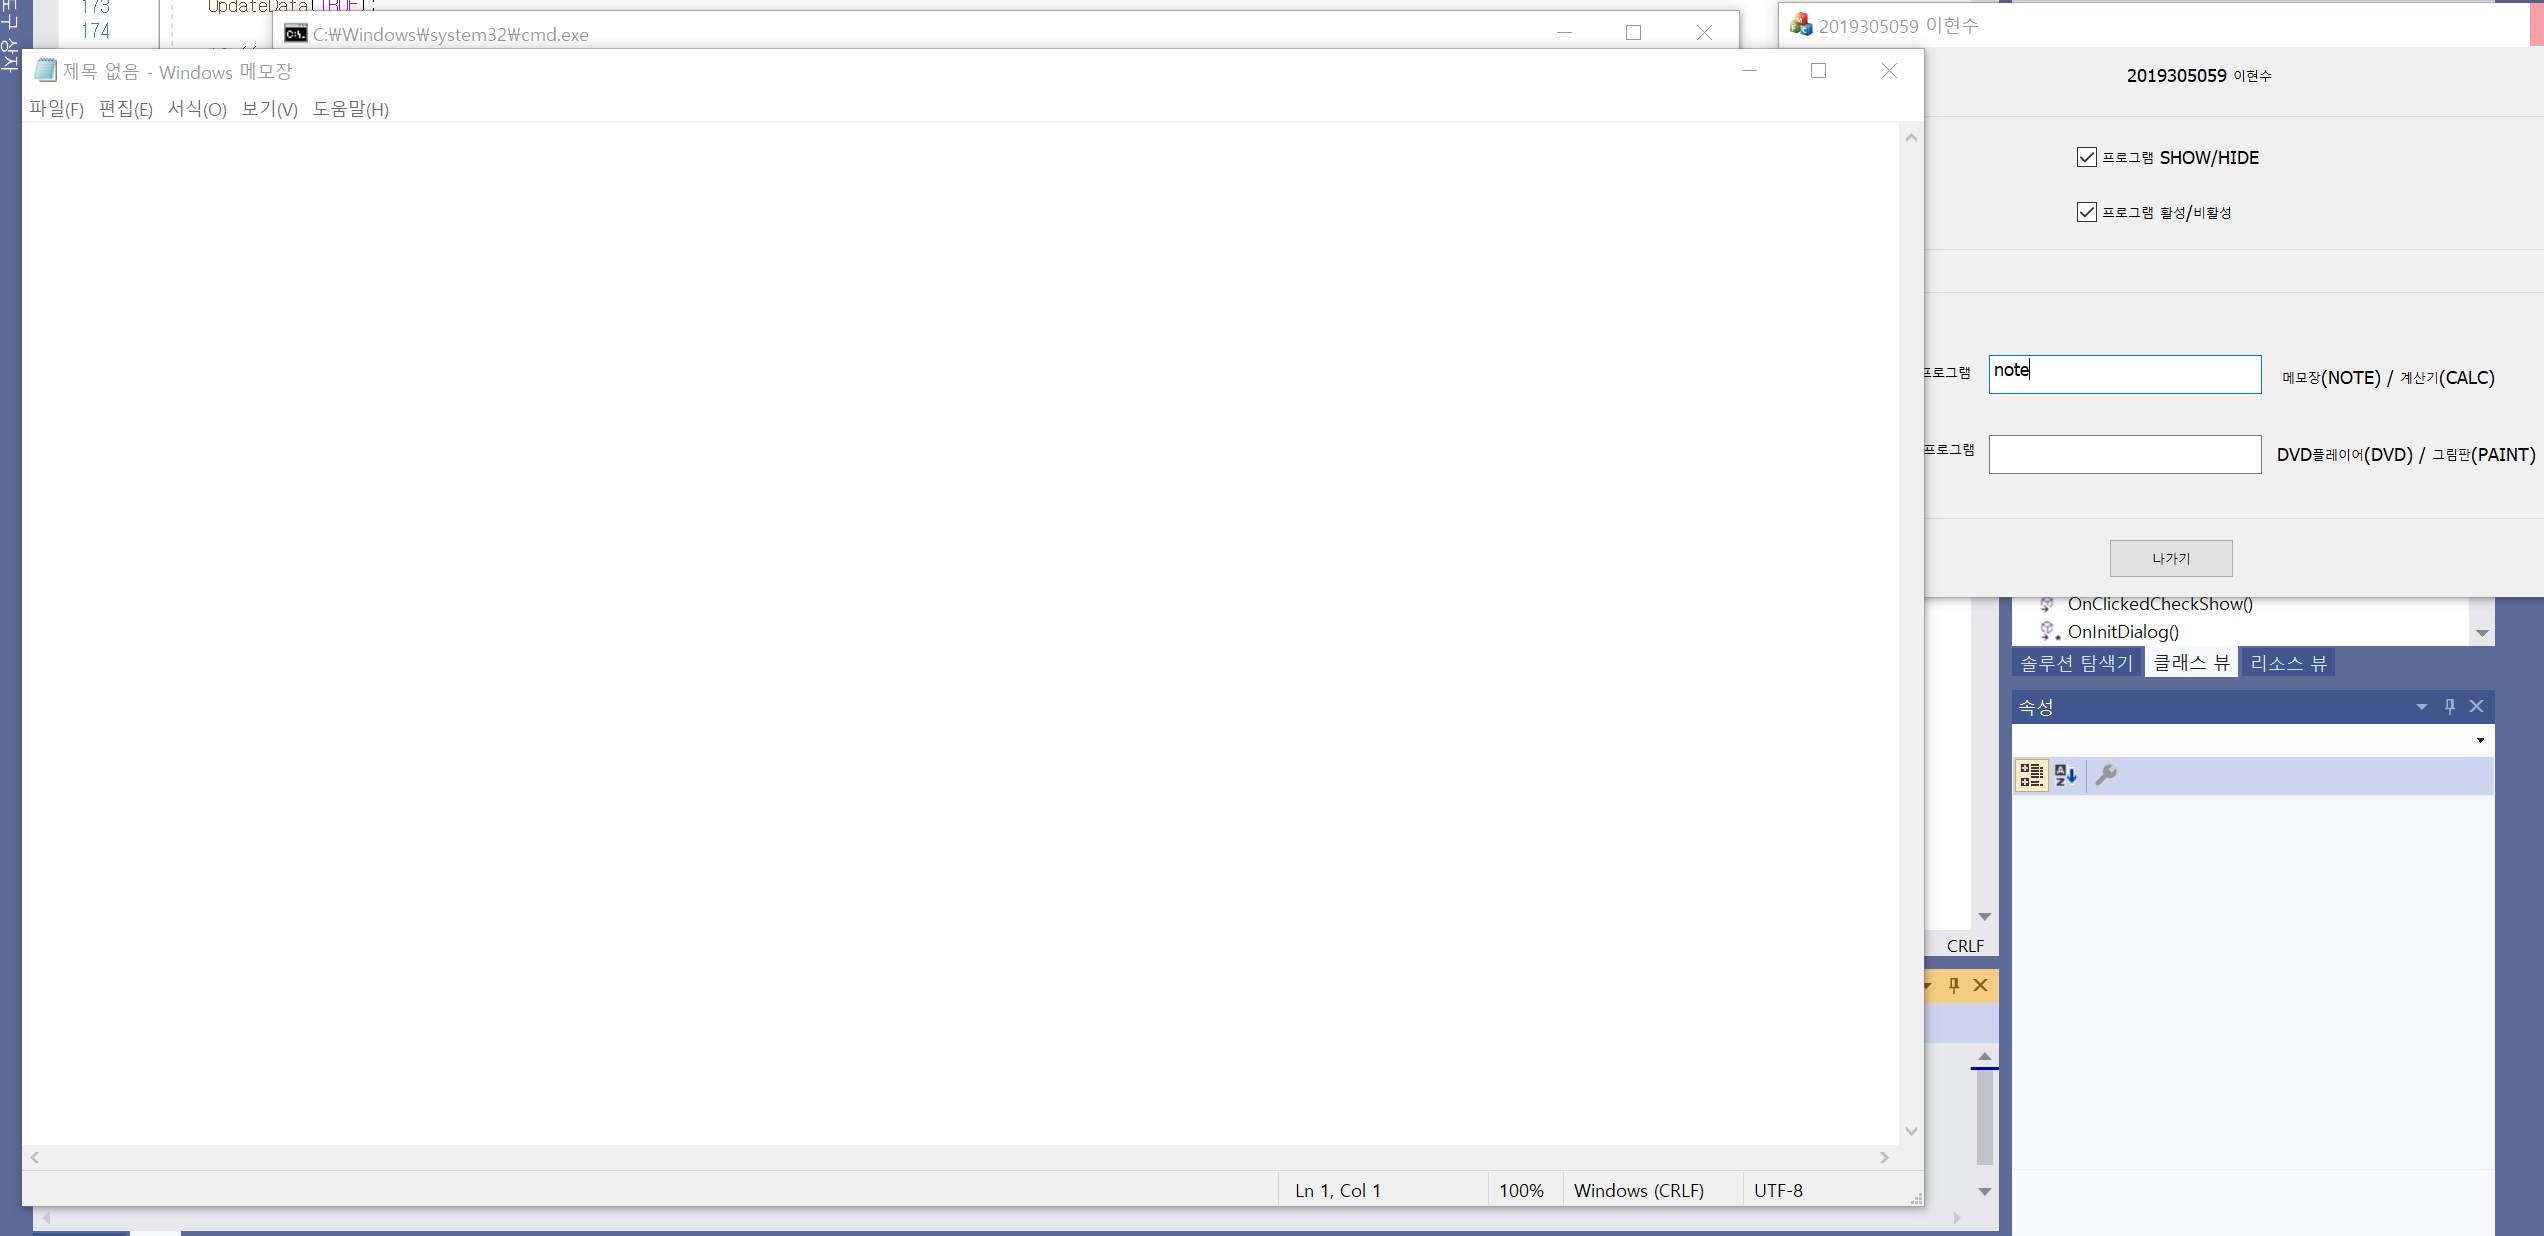 도구 상자
173
UpdateData(TRUE);
174
C:\Windows\system32\cmd.exe
2019305059 이현수
제목 없음 - Windows 메모장
파일(F) 편집(E) 서식(O) 보기(V) 도움말(H)
2019305059 이현수
프로그램 SHOW/HIDE
프로그램 활성/비활성
프로그램 note 메모장(NOTE) / 계산기(CALC)
프로그램 DVD플레이어(DVD) / 그림판(PAINT)
나가기
OnClickedCheckShow()
OnInitDialog()
솔루션 탐색기 클래스 뷰 리소스 뷰
속성
CRLF
Ln 1, Col 1 100% Windows (CRLF) UTF-8